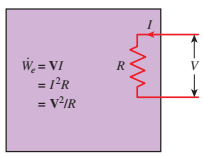 I
Ẇₑ = VI
= I²R
= V²/R
R
V